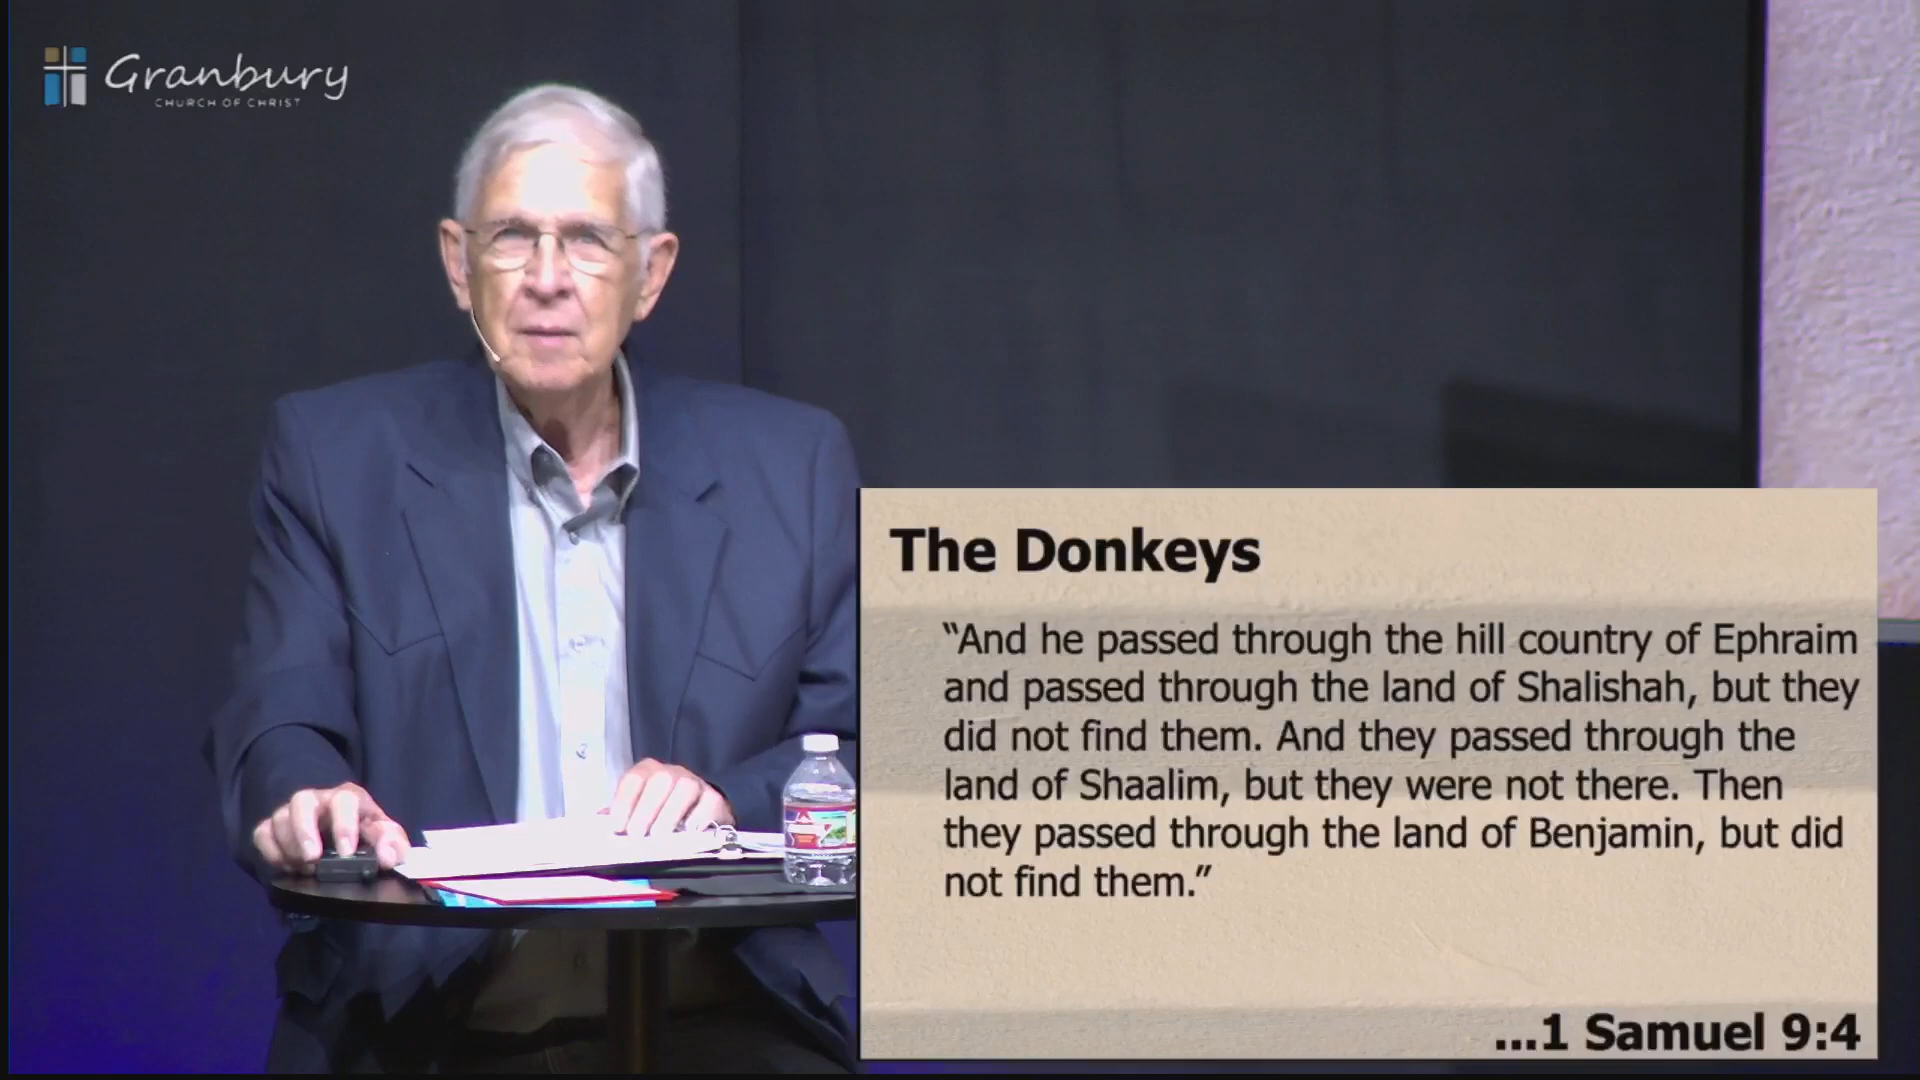 Granbury
CHURCH OF CHRIST
The Donkeys
“And he passed through the hill country of Ephraim
and passed through the land of Shalishah, but they
did not find them. And they passed through the
land of Shaalim, but they were not there. Then
they passed through the land of Benjamin, but did
not find them.”
...1 Samuel 9:4